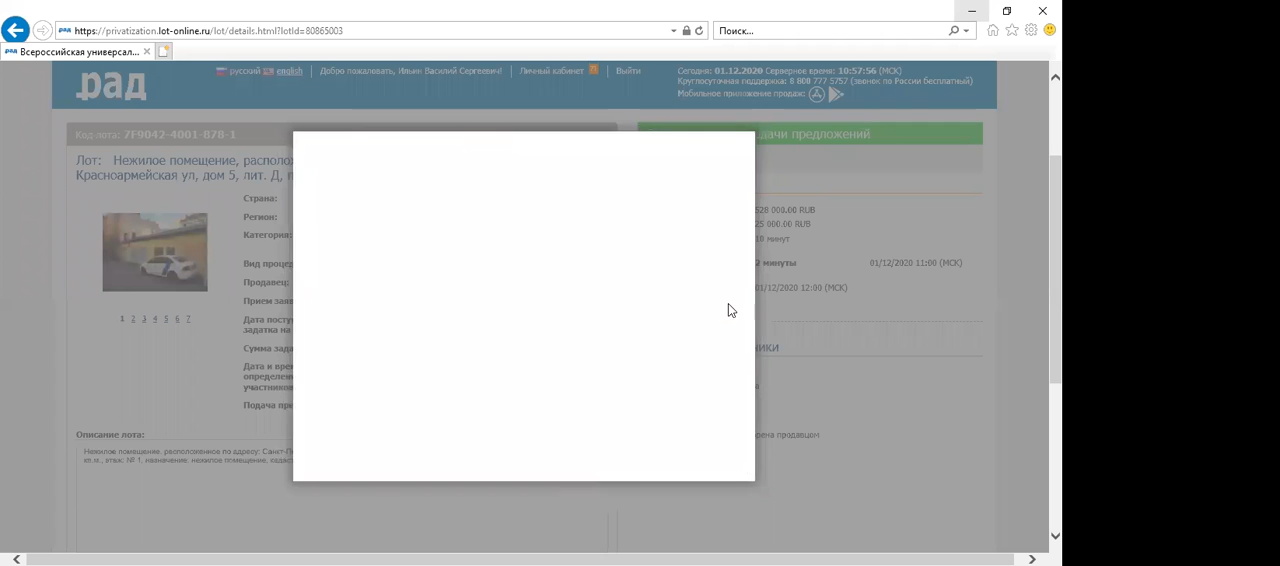 https://privatization.lot-online.ru/lot/details.html?lotId=80865003
Поиск...
Всероссийская универсал...
рад
русский english Добро пожаловать, Ильин Василий Сергеевич! Личный кабинет Выйти
Сегодня: 01.12.2020 Серверное время: 10:57:56 (МСК)
Круглосуточная поддержка: 8 800 777 5757 (звонок по России бесплатный)
Мобильное приложение продаж:
Код лота: 7F9042-4001-878-1
ачи предложений
Лот: Нежилое помещение, располож
Красноармейская ул, дом 5, лит. Д, п
Страна:
Регион:
Категория:
Вид процед
Продавец:
Прием заяв
Дата посту
задатка на
Сумма зада
Дата и врем
определени
участников
Подача пр
1 2 3 4 5 6 7
528 000.00 RUB
25 000.00 RUB
10 минут
2 минуты 01/12/2020 11:00 (МСК)
01/12/2020 12:00 (МСК)
НИКИ
рена продавцом
Описание лота:
Нежилое помещение, расположенное по адресу: Санкт-П
кв.м., этаж: № 1, назначение: нежилое помещение, кадас